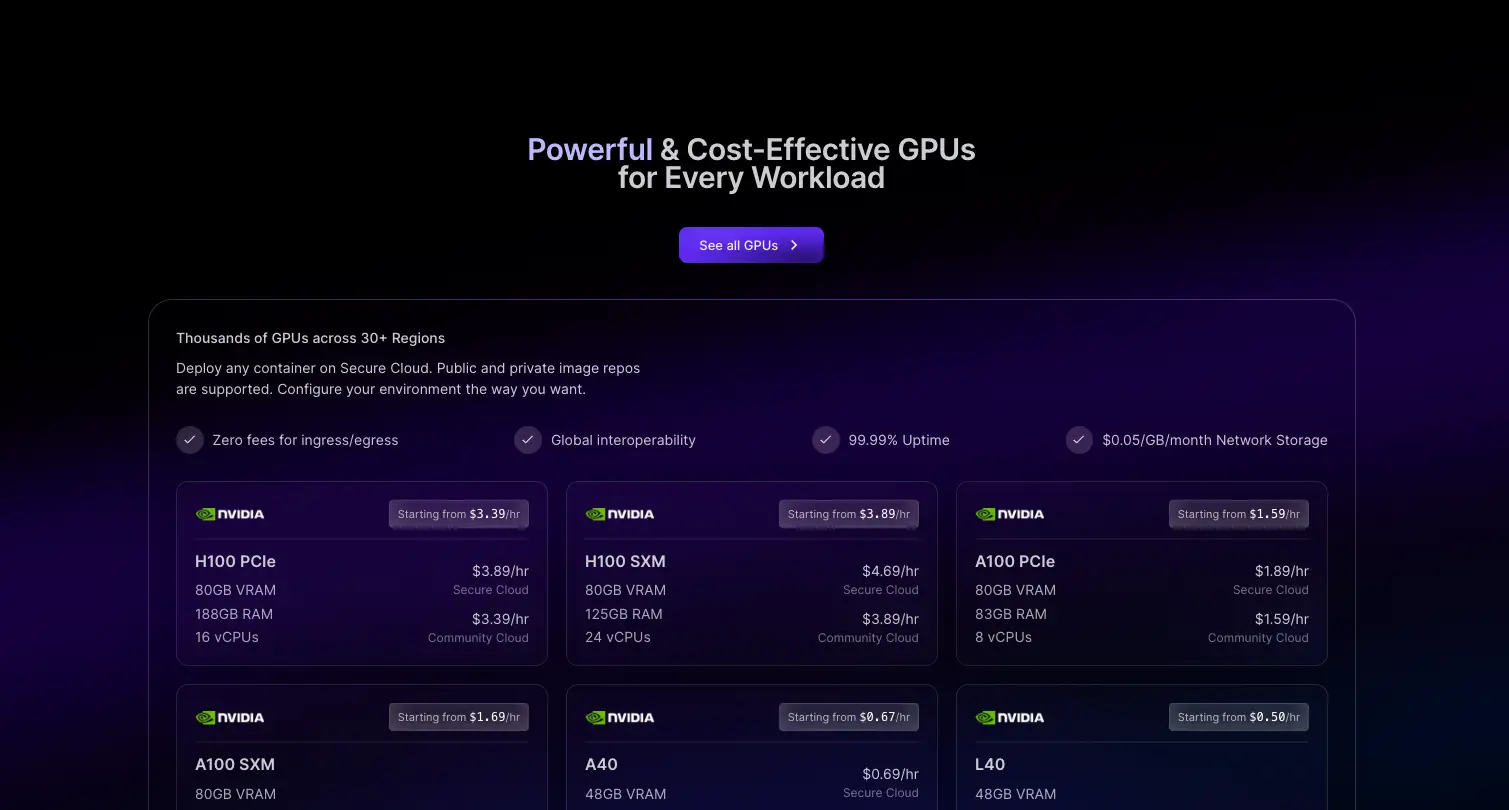 Powerful & Cost-Effective GPUs
for Every Workload
See all GPUs
Thousands of GPUs across 30+ Regions
Deploy any container on Secure Cloud. Public and private image repos
are supported. Configure your environment the way you want.
Zero fees for ingress/egress
Global interoperability
99.99% Uptime
$0.05/GB/month Network Storage
NVIDIA
Starting from $3.39/hr
H100 PCIe
80GB VRAM
188GB RAM
16 vCPUs
$3.89/hr
Secure Cloud
$3.39/hr
Community Cloud
NVIDIA
Starting from $3.89/hr
H100 SXM
80GB VRAM
125GB RAM
24 vCPUs
$4.69/hr
Secure Cloud
$3.89/hr
Community Cloud
NVIDIA
Starting from $1.59/hr
A100 PCIe
80GB VRAM
83GB RAM
8 vCPUs
$1.89/hr
Secure Cloud
$1.59/hr
Community Cloud
NVIDIA
Starting from $1.69/hr
A100 SXM
80GB VRAM
NVIDIA
Starting from $0.67/hr
A40
48GB VRAM
$0.69/hr
Secure Cloud
NVIDIA
Starting from $0.50/hr
L40
48GB VRAM